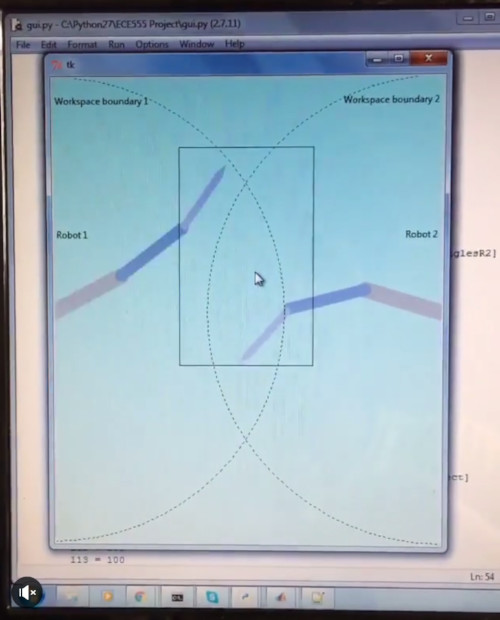 gui.py - C:\Python27\ECE555 Project\gui.py (2.7.11)
File Edit Format Run Options Window Help
tk
Workspace boundary 1
Workspace boundary 2
Robot 1
Robot 2
glesR2]
ect]
113 = 100
Ln: 54